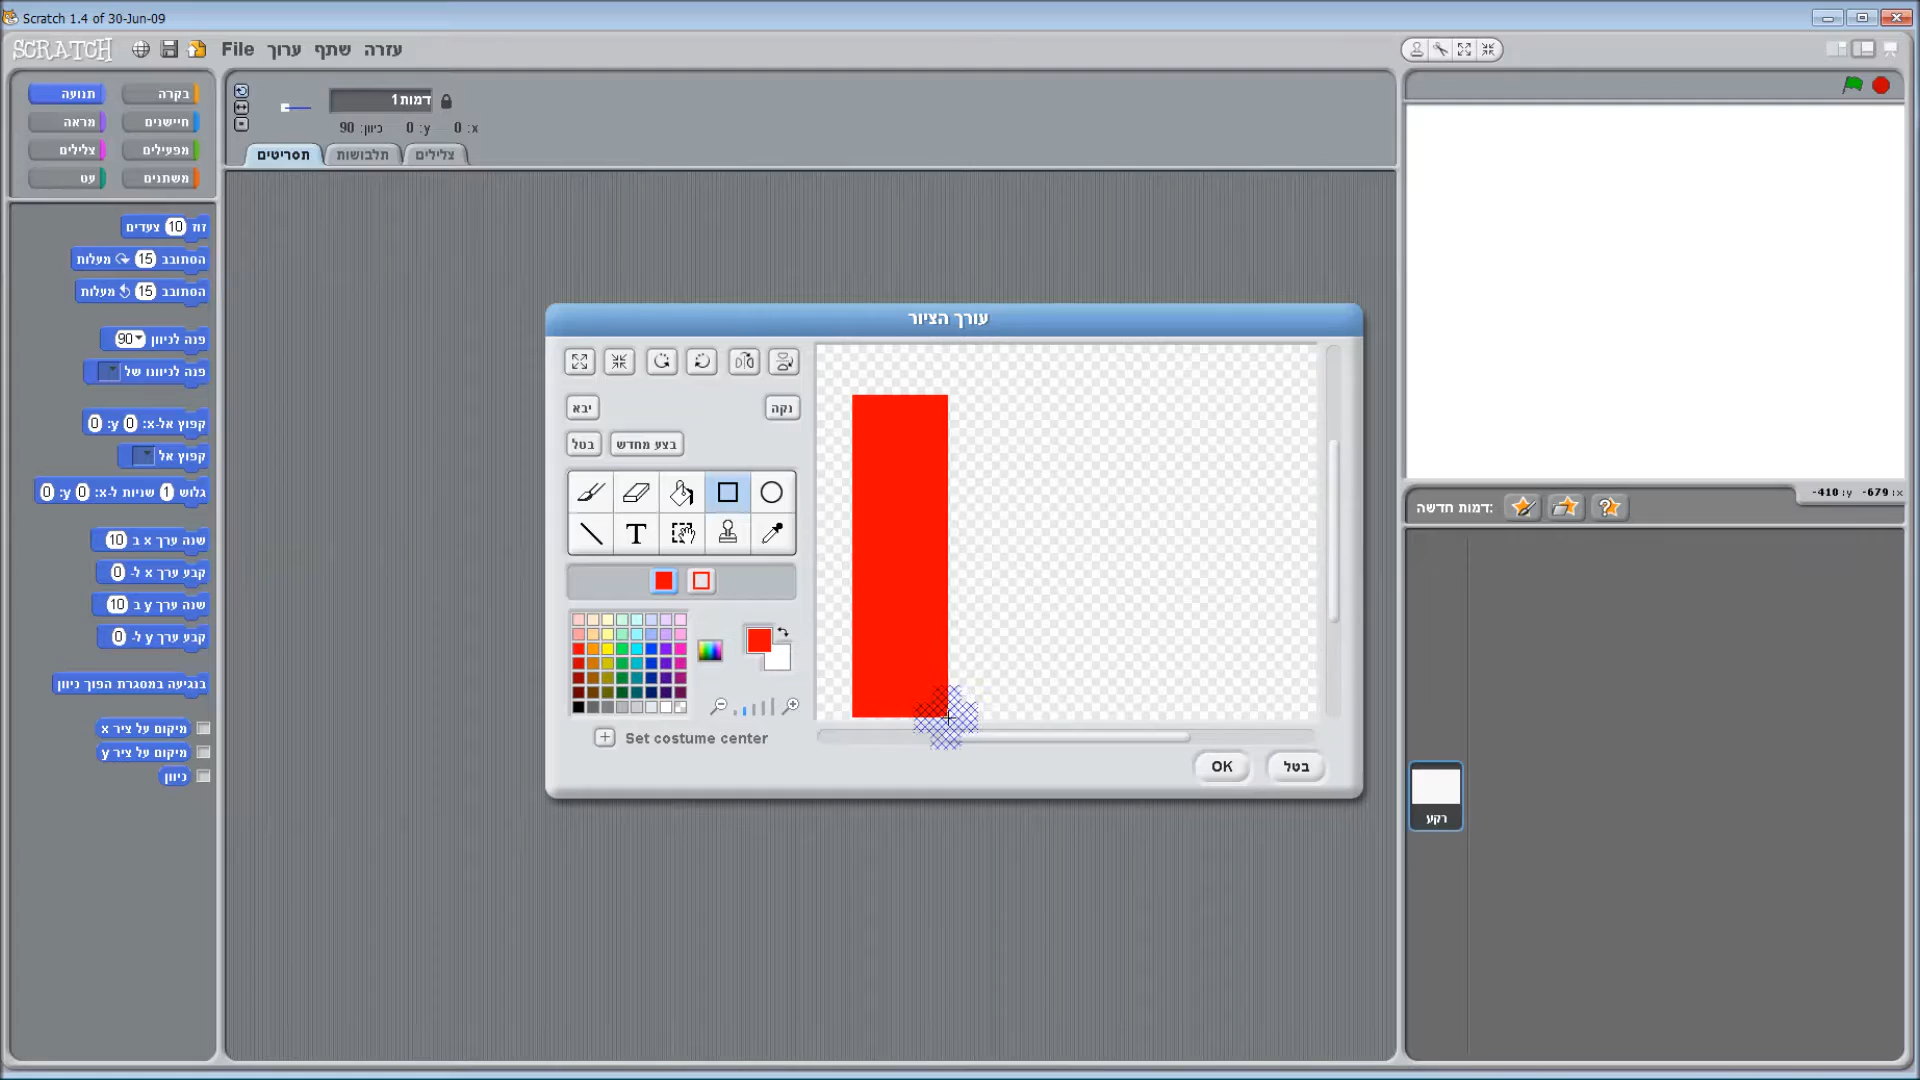 Scratch 1.4 of 30-Jun-09
SCRATCH
File ערוך שתף עזרה
תנועה
בקרה
מראה
חיישנים
צלילים
מפעילים
עט
משתנים
דמות1
x: 0 y: 0 כיוון: 90
תסריטים
תלבושות
צלילים
זוז 10 צעדים
הסתובב 15 מעלות
הסתובב 15 מעלות
פנה לכיוון 90
פנה לכיוונו של
קפוץ אל-x: 0 y: 0
קפוץ אל
גלוש 1 שניות ל-x: 0 y: 0
שנה ערך x ב 10
קבע ערך x ל- 0
שנה ערך y ב 10
קבע ערך y ל- 0
בנגיעה במסגרת הפוך כיוון
מיקום על ציר x
מיקום על ציר y
כיוון
עורך הציור
יבא
נקה
בטל
בצע מחדש
T
Set costume center
OK
בטל
x: -679 y: -410
דמות חדשה:
רקע